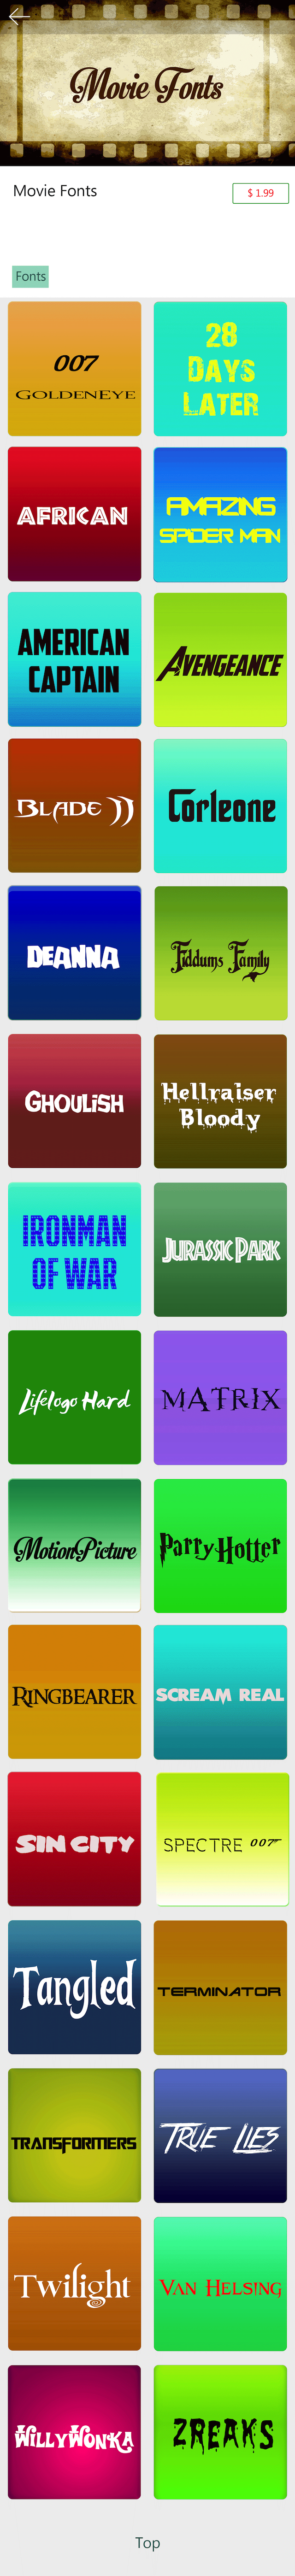 Movie Fonts
Movie Fonts
$ 1.99
Fonts
007
GOLDENEYE
28
DAYS
LATER
AFRICAN
AMAZING
SPIDER MAN
AMERICAN
CAPTAIN
AVENGEANCE
BLADE II
Corleone
DEANNA
Fiddums Family
GHOULISH
Hellraiser
Bloody
IRONMAN
OF WAR
JURASSIC PARK
Lifelogo Hard
MATRIX
MotionPicture
Parry Hotter
RINGBEARER
SCREAM REAL
SIN CITY
SPECTRE 007
Tangled
TERMINATOR
TRANSFORMERS
TRUE LIES
Twilight
VAN HELSING
WILLYWONKA
ZREAKS
Top